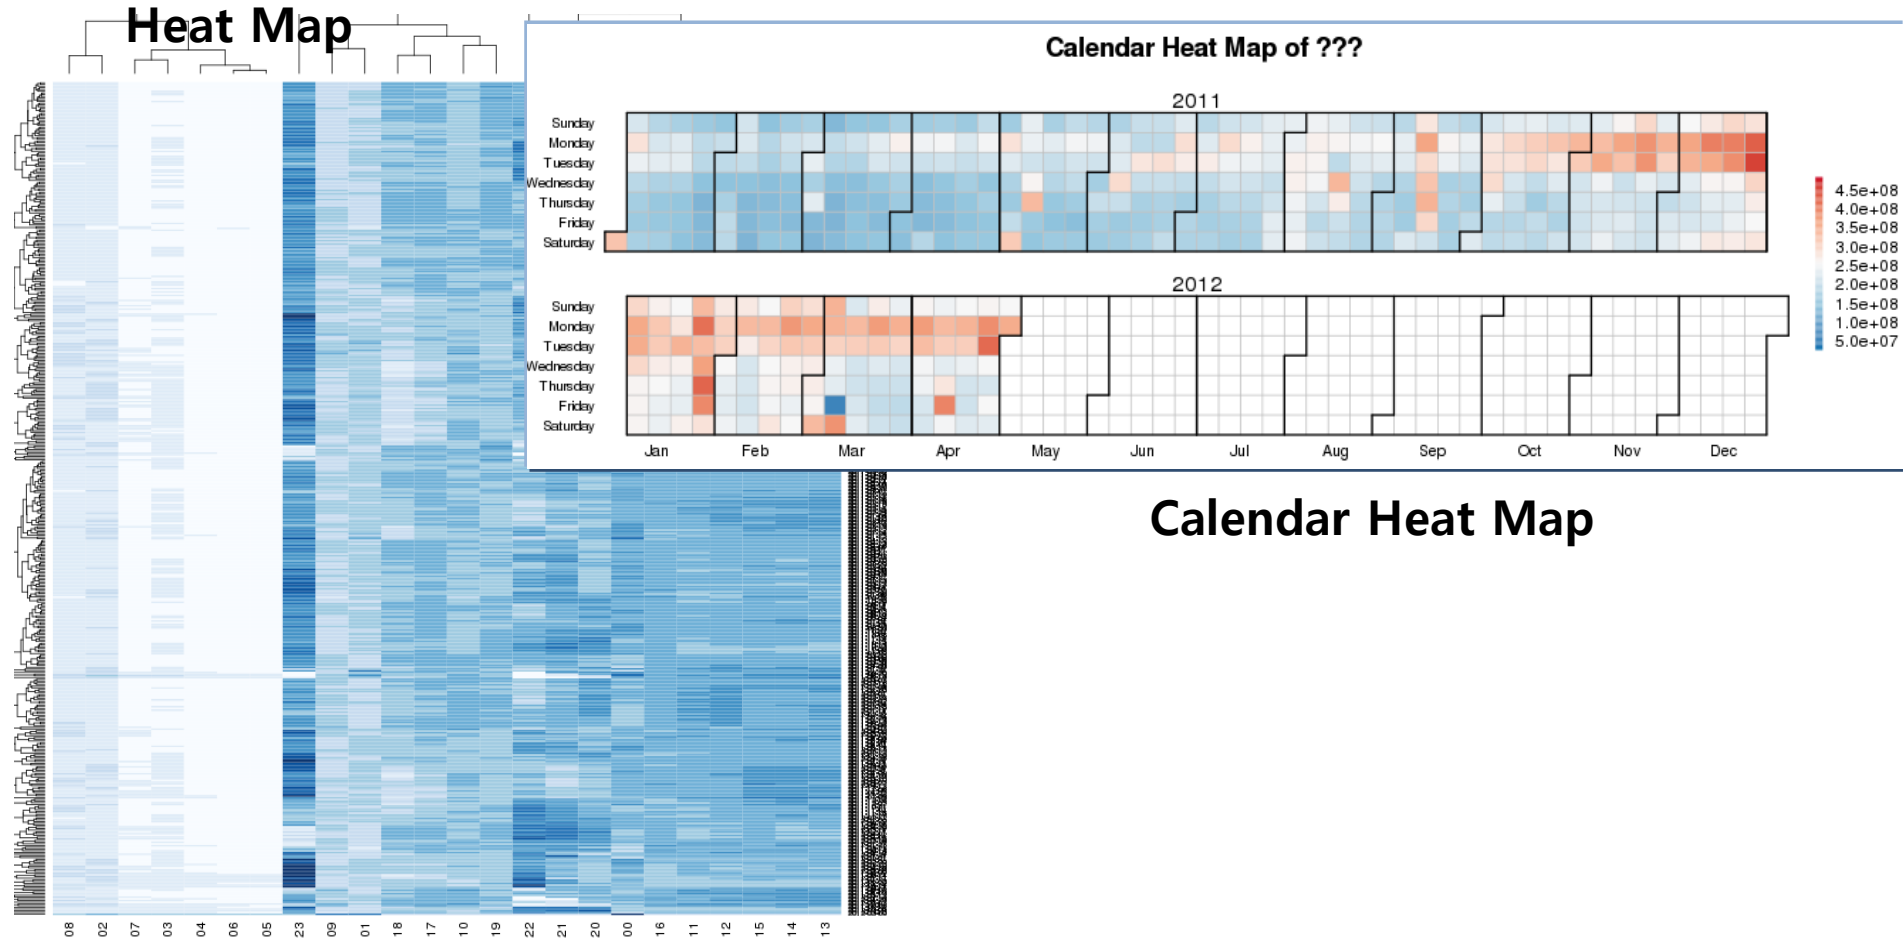 Heat Map
Calendar Heat Map of ???
2011
Sunday
Monday
Tuesday
Wednesday
Thursday
Friday
Saturday
4.5e+08
4.0e+08
3.5e+08
3.0e+08
2.5e+08
2.0e+08
1.5e+08
1.0e+08
5.0e+07
2012
Sunday
Monday
Tuesday
Wednesday
Thursday
Friday
Saturday
Jan Feb Mar Apr May Jun Jul Aug Sep Oct Nov Dec
Calendar Heat Map
08 02 07 03 04 06 05 23 09 01 18 17 10 19 22 21 20 00 16 11 12 15 14 13